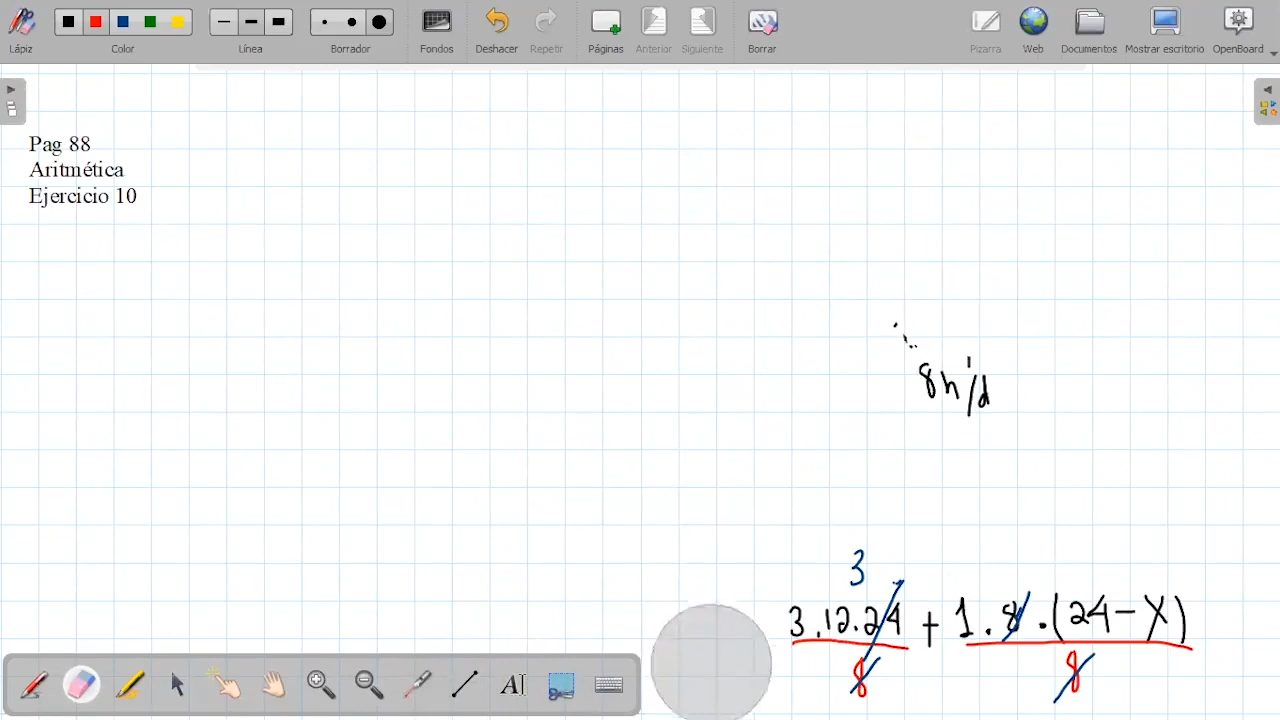 Lápiz Color Línea Borrador Fondos Deshacer Repetir Páginas Anterior Siguiente Borrar Pizarra Web Documentos Mostrar escritorio OpenBoard
Pag 88
Aritmética
Ejercicio 10
8h/d
3
3.12.24 + 1.8.(24-X)
8 8